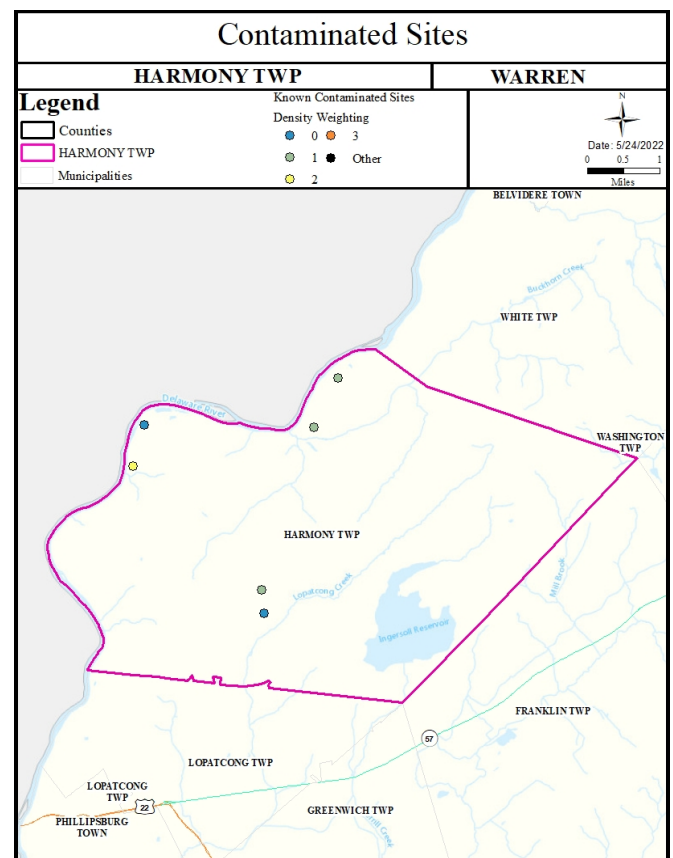 Contaminated Sites
HARMONY TWP
WARREN
Legend
Counties
HARMONY TWP
Municipalities
Known Contaminated Sites
Density Weighting
0 3
1 Other
2
N
Date: 5/24/2022
0 0.5 1
Miles
BELVIDERE TOWN
Buckhorn Creek
WHITE TWP
Delaware River
WASHINGTON
TWP
HARMONY TWP
Mill Brook
Lopatcong Creek
Ingersoll Reservoir
FRANKLIN TWP
57
LOPATCONG TWP
LOPATCONG
TWP
22
GREENWICH TWP
PHILLIPSBURG
TOWN
Creek